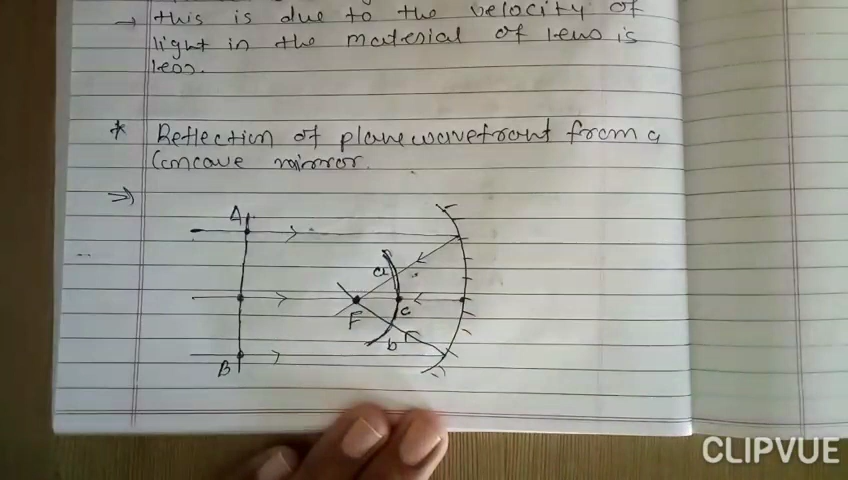 → this is due to the velocity of
light in the material of lens is
less.
* Reflection of plane wavefront from a
Concave mirror.
⇒
A
a
F
c
b
B
CLIPVUE